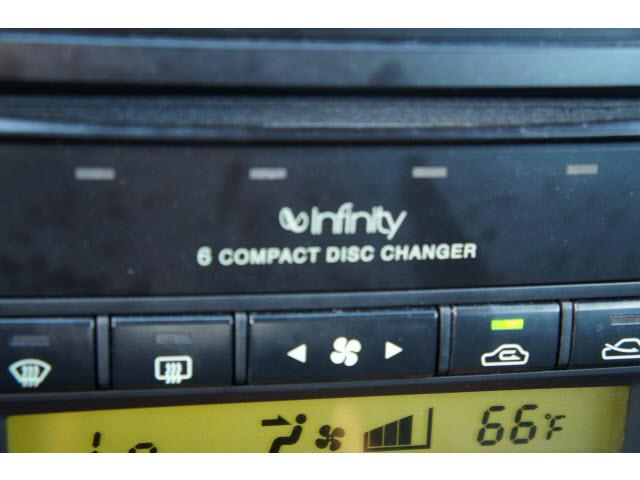 Infinity
6 COMPACT DISC CHANGER
66°F